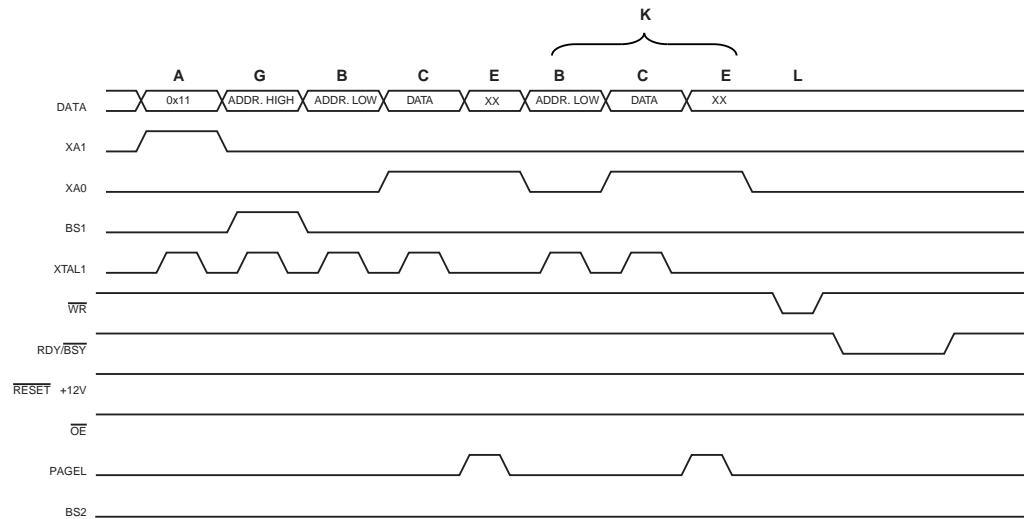 K
A G B C E B C E L
DATA 0x11 ADDR. HIGH ADDR. LOW DATA XX ADDR. LOW DATA XX
XA1
XA0
BS1
XTAL1
WR
RDY/BSY
RESET +12V
OE
PAGEL
BS2